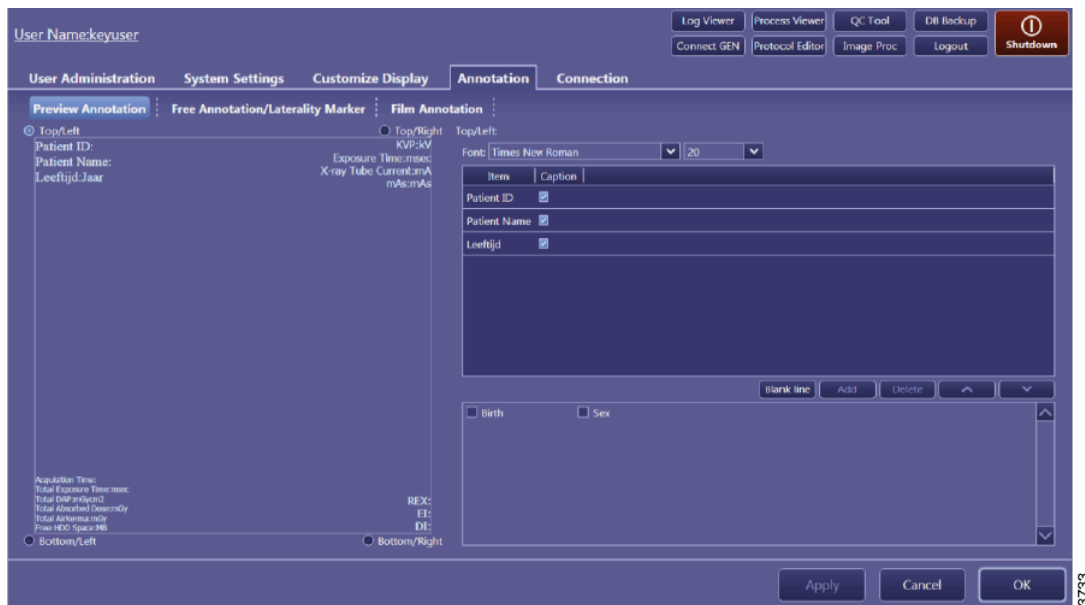 User Name:keyuser
Log Viewer Process Viewer QC Tool DB Backup
Connect GEN Protocol Editor Image Proc Logout
Shutdown
User Administration System Settings Customize Display Annotation Connection
Preview Annotation Free Annotation/Laterality Marker Film Annotation
Top/Left Top/Right
Patient ID:
Patient Name:
Leeftijd:Jaar
KVP:kV
Exposure Time:msec
X-ray Tube Current:mA
mAs:mAs
Acquisition Time:
Total Exposure Time:msec
Total DAP:mGycm2
Total Absorbed Dose:mGy
Total AirKerma:mGy
Free HDD Space:MB
REX:
EI:
DI:
Bottom/Left Bottom/Right
Top/Left:
Font: Times New Roman 20
Item Caption
Patient ID
Patient Name
Leeftijd
Blank line Add Delete
Birth Sex
Apply Cancel OK
3733